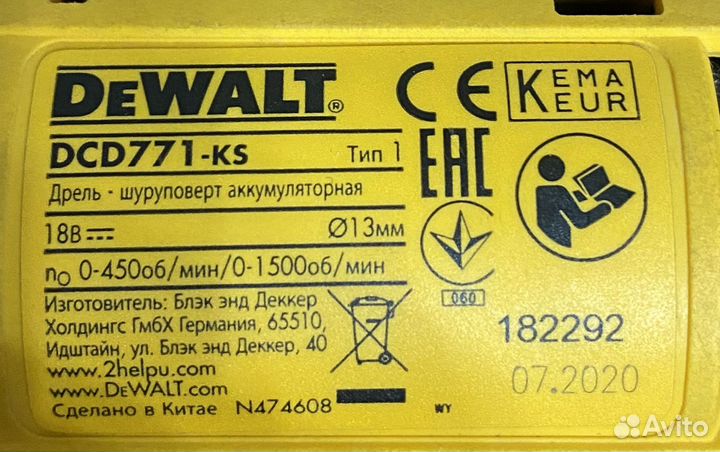 DEWALT®
CE
KEMA
KEUR
DCD771-KS Тип 1
EAC
Дрель - шуруповерт аккумуляторная
18В Ø13мм
nO 0-450об/мин/0-1500об/мин
060
Изготовитель: Блэк энд Деккер
Холдингс ГмбХ Германия, 65510,
Идштайн, ул. Блэк энд Деккер, 40
www.2helpu.com
www.DEWALT.com
Сделано в Китае N474608
WY
182292
07.2020
Avito